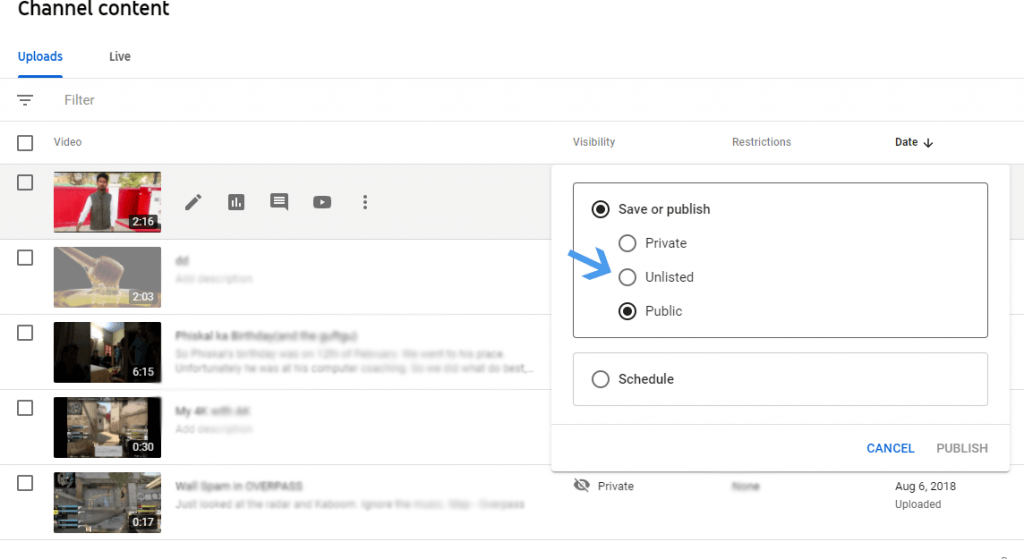 Channel content
Uploads
Live
Filter
Video
Visibility
Restrictions
Date
2:16
Save or publish
Private
Unlisted
Public
Schedule
CANCEL
PUBLISH
dd
Add description
2:03
Phiskal ka Birthday(and the guftgu)
So Phiskal's birthday was on 12th of February. We went to his place.
Unfortunately he was at his computer coaching. So we did what do best,...
6:15
My 4K with AK
Add description
0:30
Wall Spam in OVERPASS
Just looked at the radar and Kaboom. Ignore the music. Map - Overpass
0:17
Private
None
Aug 6, 2018
Uploaded